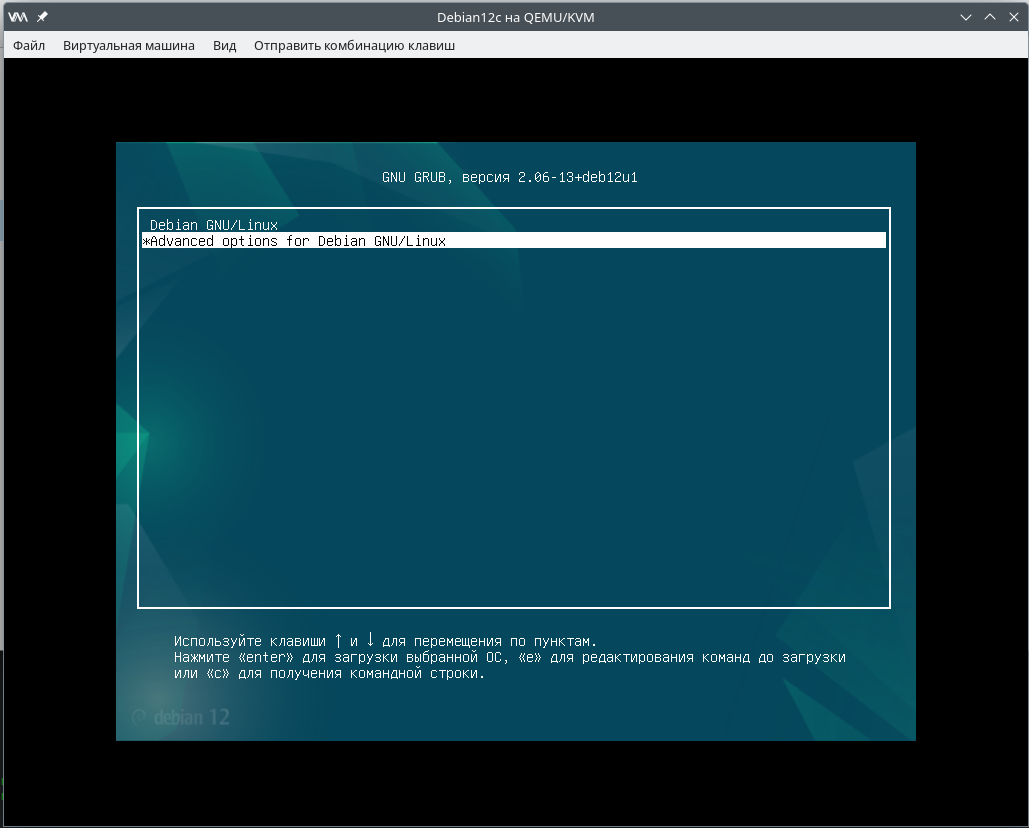 Debian12c на QEMU/KVM
Файл Виртуальная машина Вид Отправить комбинацию клавиш
GNU GRUB, версия 2.06-13+deb12u1
Debian GNU/Linux
*Advanced options for Debian GNU/Linux
Используйте клавиши ↑ и ↓ для перемещения по пунктам.
Нажмите «enter» для загрузки выбранной ОС, «e» для редактирования команд до загрузки
или «c» для получения командной строки.
debian 12